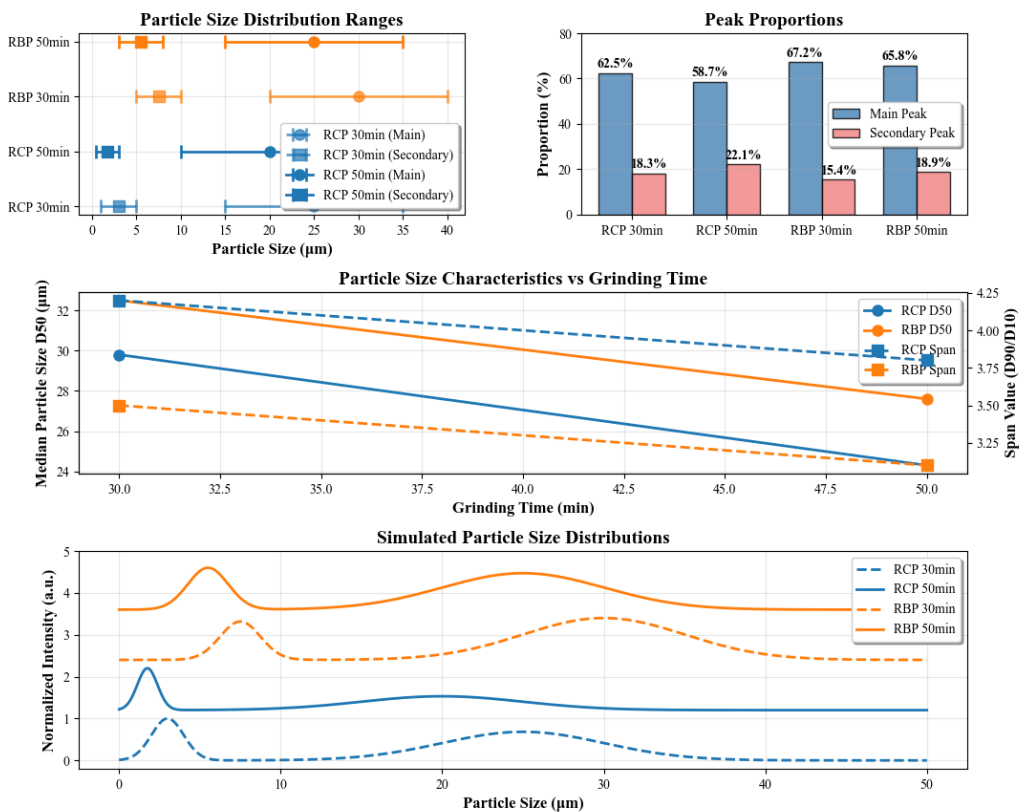 Particle Size Distribution Ranges
RBP 50min
RBP 30min
RCP 50min
RCP 30min
RCP 30min (Main)
RCP 30min (Secondary)
RCP 50min (Main)
RCP 50min (Secondary)
0 5 10 15 20 25 30 35 40
Particle Size (μm)
Peak Proportions
Proportion (%)
80
60
40
20
0
62.5%
18.3%
58.7%
22.1%
67.2%
15.4%
65.8%
18.9%
Main Peak
Secondary Peak
RCP 30min RCP 50min RBP 30min RBP 50min
Particle Size Characteristics vs Grinding Time
Median Particle Size D50 (μm)
32
30
28
26
24
RCP D50
RBP D50
RCP Span
RBP Span
4.25
4.00
3.75
3.50
3.25
Span Value (D90/D10)
30.0 32.5 35.0 37.5 40.0 42.5 45.0 47.5 50.0
Grinding Time (min)
Simulated Particle Size Distributions
Normalized Intensity (a.u.)
5
4
3
2
1
0
RCP 30min
RCP 50min
RBP 30min
RBP 50min
0 10 20 30 40 50
Particle Size (μm)